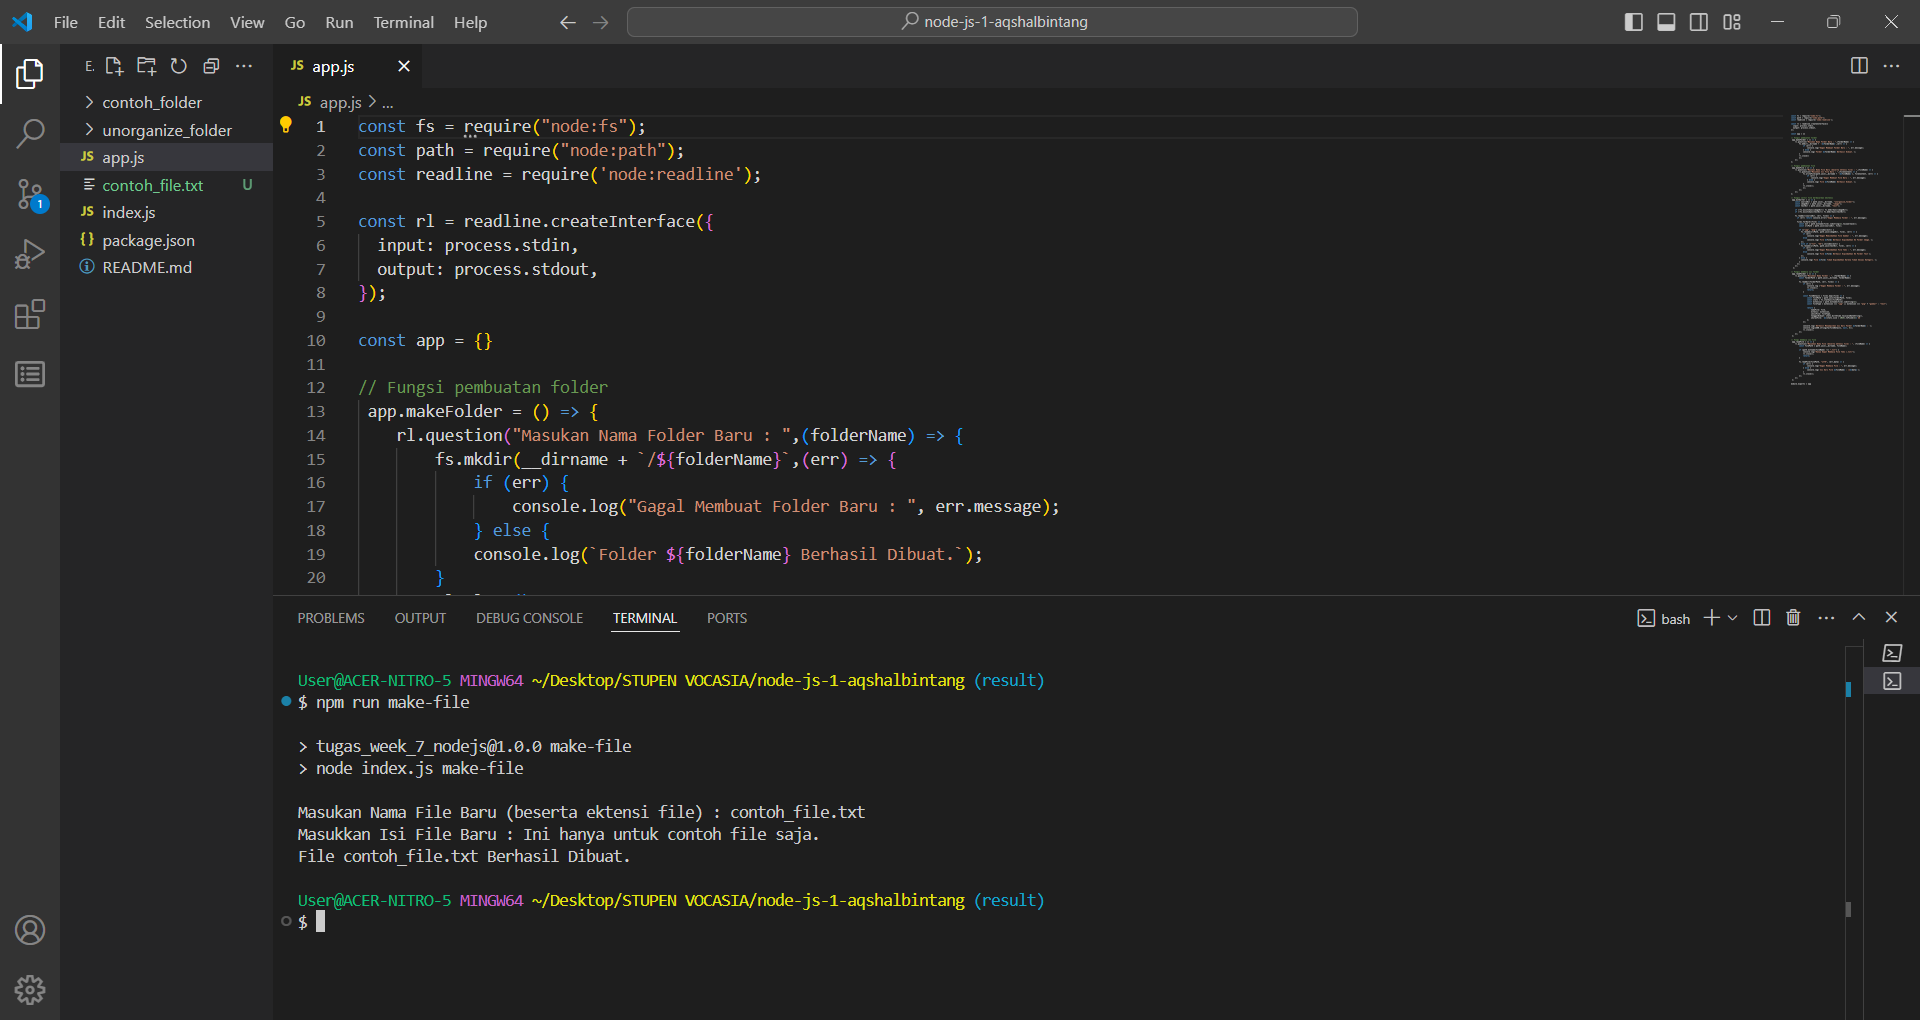 File Edit Selection View Go Run Terminal Help node-js-1-aqshalbintang
E.
contoh_folder
unorganize_folder
JS app.js
contoh_file.txt U
JS index.js
{} package.json
README.md
1
JS app.js
JS app.js > ...
1 const fs = require("node:fs");
2 const path = require("node:path");
3 const readline = require('node:readline');
4
5 const rl = readline.createInterface({
6 input: process.stdin,
7 output: process.stdout,
8 });
9
10 const app = {}
11
12 // Fungsi pembuatan folder
13 app.makeFolder = () => {
14 rl.question("Masukan Nama Folder Baru : ",(folderName) => {
15 fs.mkdir(__dirname + `/${folderName}`,(err) => {
16 if (err) {
17 console.log("Gagal Membuat Folder Baru : ", err.message);
18 } else {
19 console.log(`Folder ${folderName} Berhasil Dibuat.`);
20 }
PROBLEMS OUTPUT DEBUG CONSOLE TERMINAL PORTS
bash
User@ACER-NITRO-5 MINGW64 ~/Desktop/STUPEN VOCASIA/node-js-1-aqshalbintang (result)
$ npm run make-file
> tugas_week_7_nodejs@1.0.0 make-file
> node index.js make-file
Masukan Nama File Baru (beserta ektensi file) : contoh_file.txt
Masukkan Isi File Baru : Ini hanya untuk contoh file saja.
File contoh_file.txt Berhasil Dibuat.
User@ACER-NITRO-5 MINGW64 ~/Desktop/STUPEN VOCASIA/node-js-1-aqshalbintang (result)
$